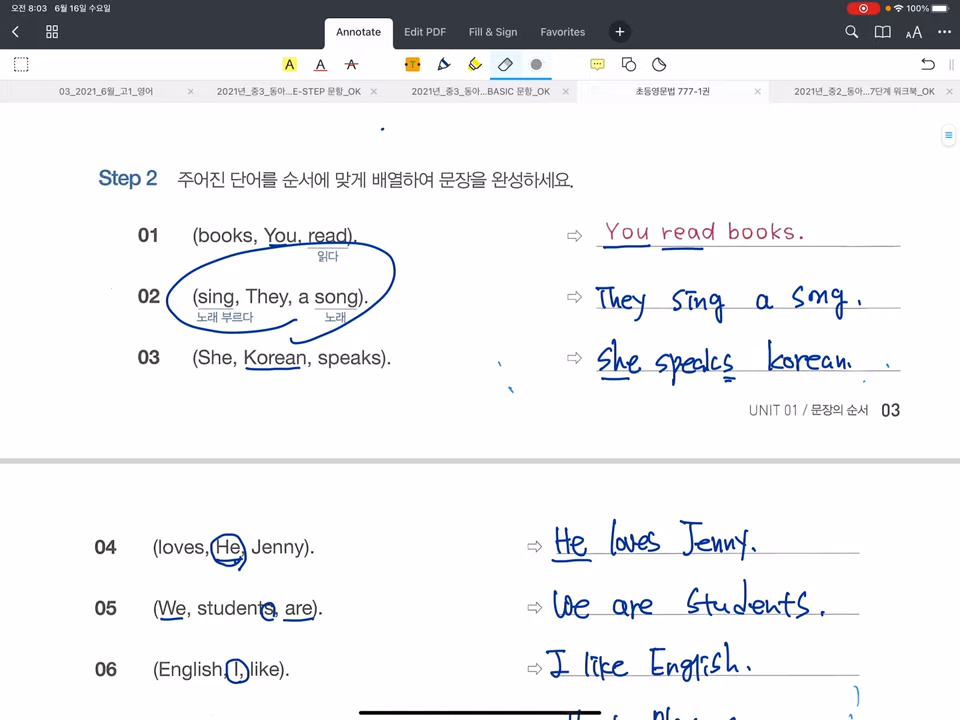 오전 8:03 6월 16일 수요일 100%
Annotate Edit PDF Fill & Sign Favorites
A A A T
03_2021_6월_고1_영어 2021년_중3_동아...E-STEP 문항_OK 2021년_중3_동아...BASIC 문항_OK 초등영문법 777-1권 2021년_중2_동아...7단계 워크북_OK
Step 2 주어진 단어를 순서에 맞게 배열하여 문장을 완성하세요.
01 (books, You, read). ⇨ You read books.
읽다
02 (sing, They, a song). ⇨ They sing a song.
노래 부르다 노래
03 (She, Korean, speaks). ⇨ She speaks korean.
UNIT 01 / 문장의 순서 03
04 (loves, He, Jenny). ⇨ He loves Jenny.
05 (We, students, are). ⇨ We are students.
06 (English, I, like). ⇨ I like English.